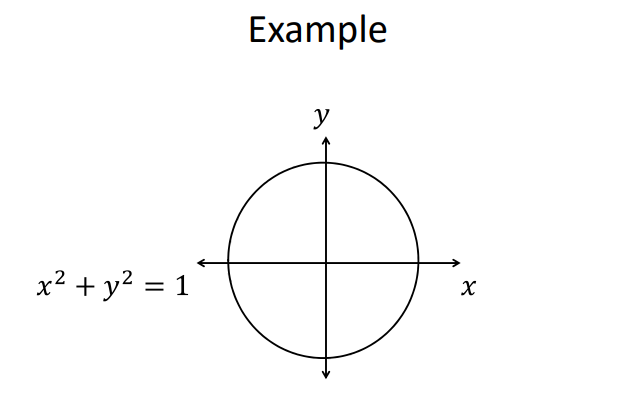 Example
y
x² + y² = 1
x